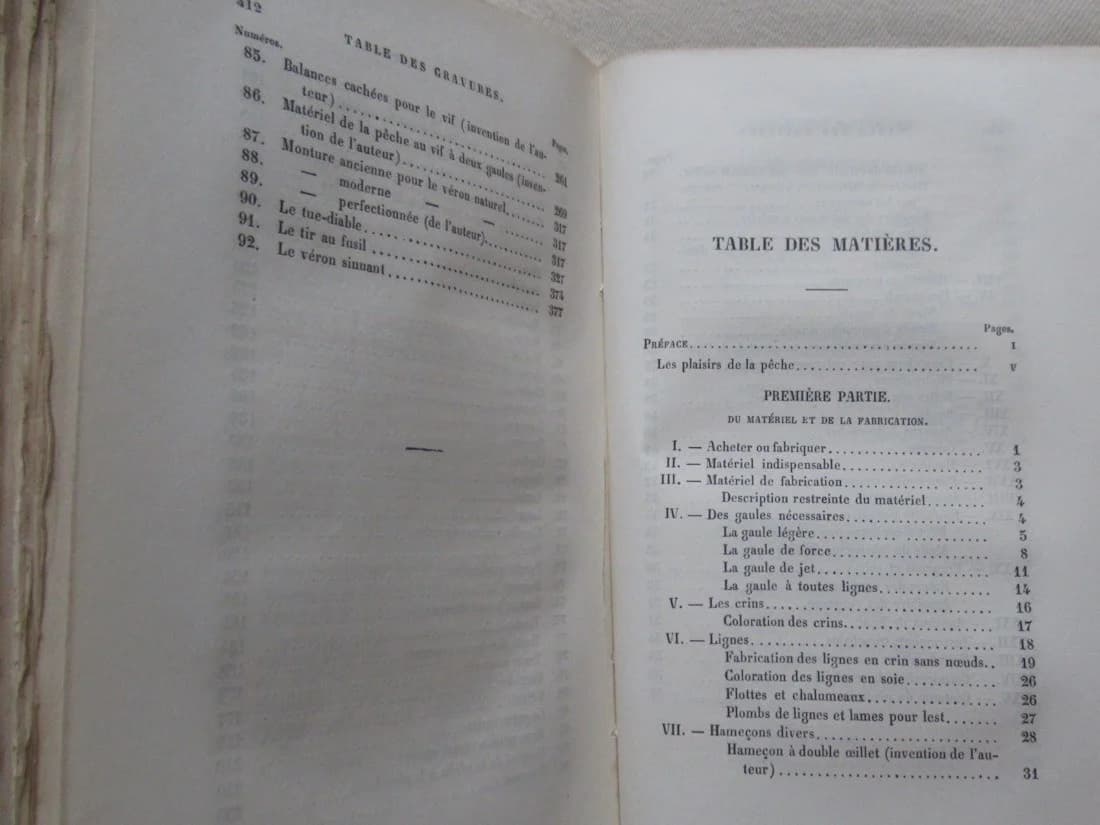 412
TABLE DES GRAVURES.
Numéros.
Pages.
85. Balances cachées pour le vif (invention de l'au-
teur) 261
86. Matériel de la pêche au vif à deux gaules (inven-
tion de l'auteur) 269
87. Monture ancienne pour le véron naturel 317
88. — moderne — — 317
89. — perfectionnée (de l'auteur) 317
90. Le tue-diable 327
91. Le tir au fusil 374
92. Le véron sinnant 377
TABLE DES MATIÈRES.
Pages.
PRÉFACE I
Les plaisirs de la pêche V
PREMIÈRE PARTIE.
DU MATÉRIEL ET DE LA FABRICATION.
I. — Acheter ou fabriquer 1
II. — Matériel indispensable 3
III. — Matériel de fabrication 3
Description restreinte du matériel 4
IV. — Des gaules nécessaires 4
La gaule légère 5
La gaule de force 8
La gaule de jet 11
La gaule à toutes lignes 14
V. — Les crins 16
Coloration des crins 17
VI. — Lignes 18
Fabrication des lignes en crin sans nœuds 19
Coloration des lignes en soie 26
Flottes et chalumeaux 26
Plombs de lignes et lames pour lest 27
VII. — Hameçons divers 28
Hameçon à double œillet (invention de l'au-
teur) 31